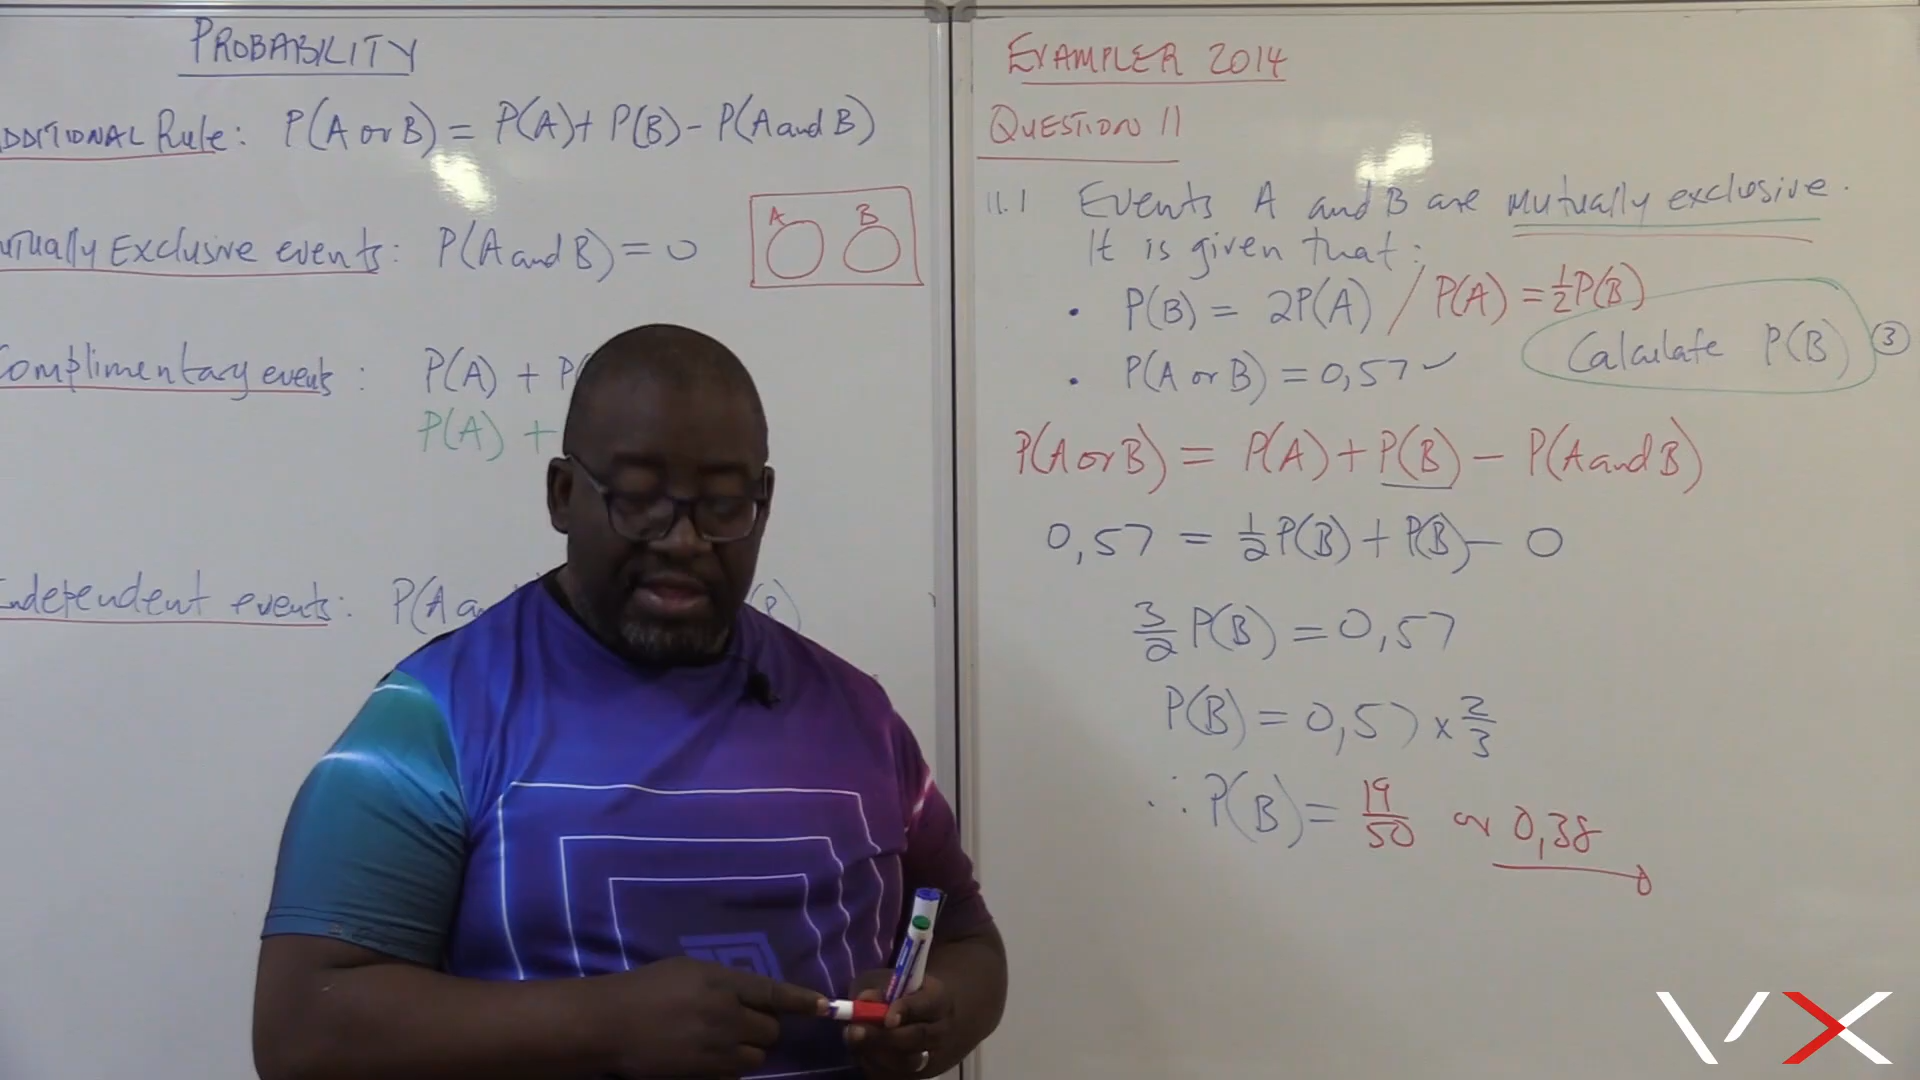 PROBABILITY
DDITIONAL Rule: P(A or B) = P(A) + P(B) - P(A and B)
utually Exclusive events: P(A and B) = 0
A B
omplimentary events: P(A) + P(
P(A) +
Independent events: P(A a
EXAMPLER 2014
QUESTION 11
11.1 Events A and B are mutually exclusive.
It is given that:
• P(B) = 2P(A) / P(A) = ½P(B)
• P(A or B) = 0,57 ✓
Calculate P(B) ③
P(A or B) = P(A) + P(B) - P(A and B)
0,57 = ½P(B) + P(B) - 0
3/2 P(B) = 0,57
P(B) = 0,57 × 2/3
∴ P(B) = 19/50 or 0,38
VX